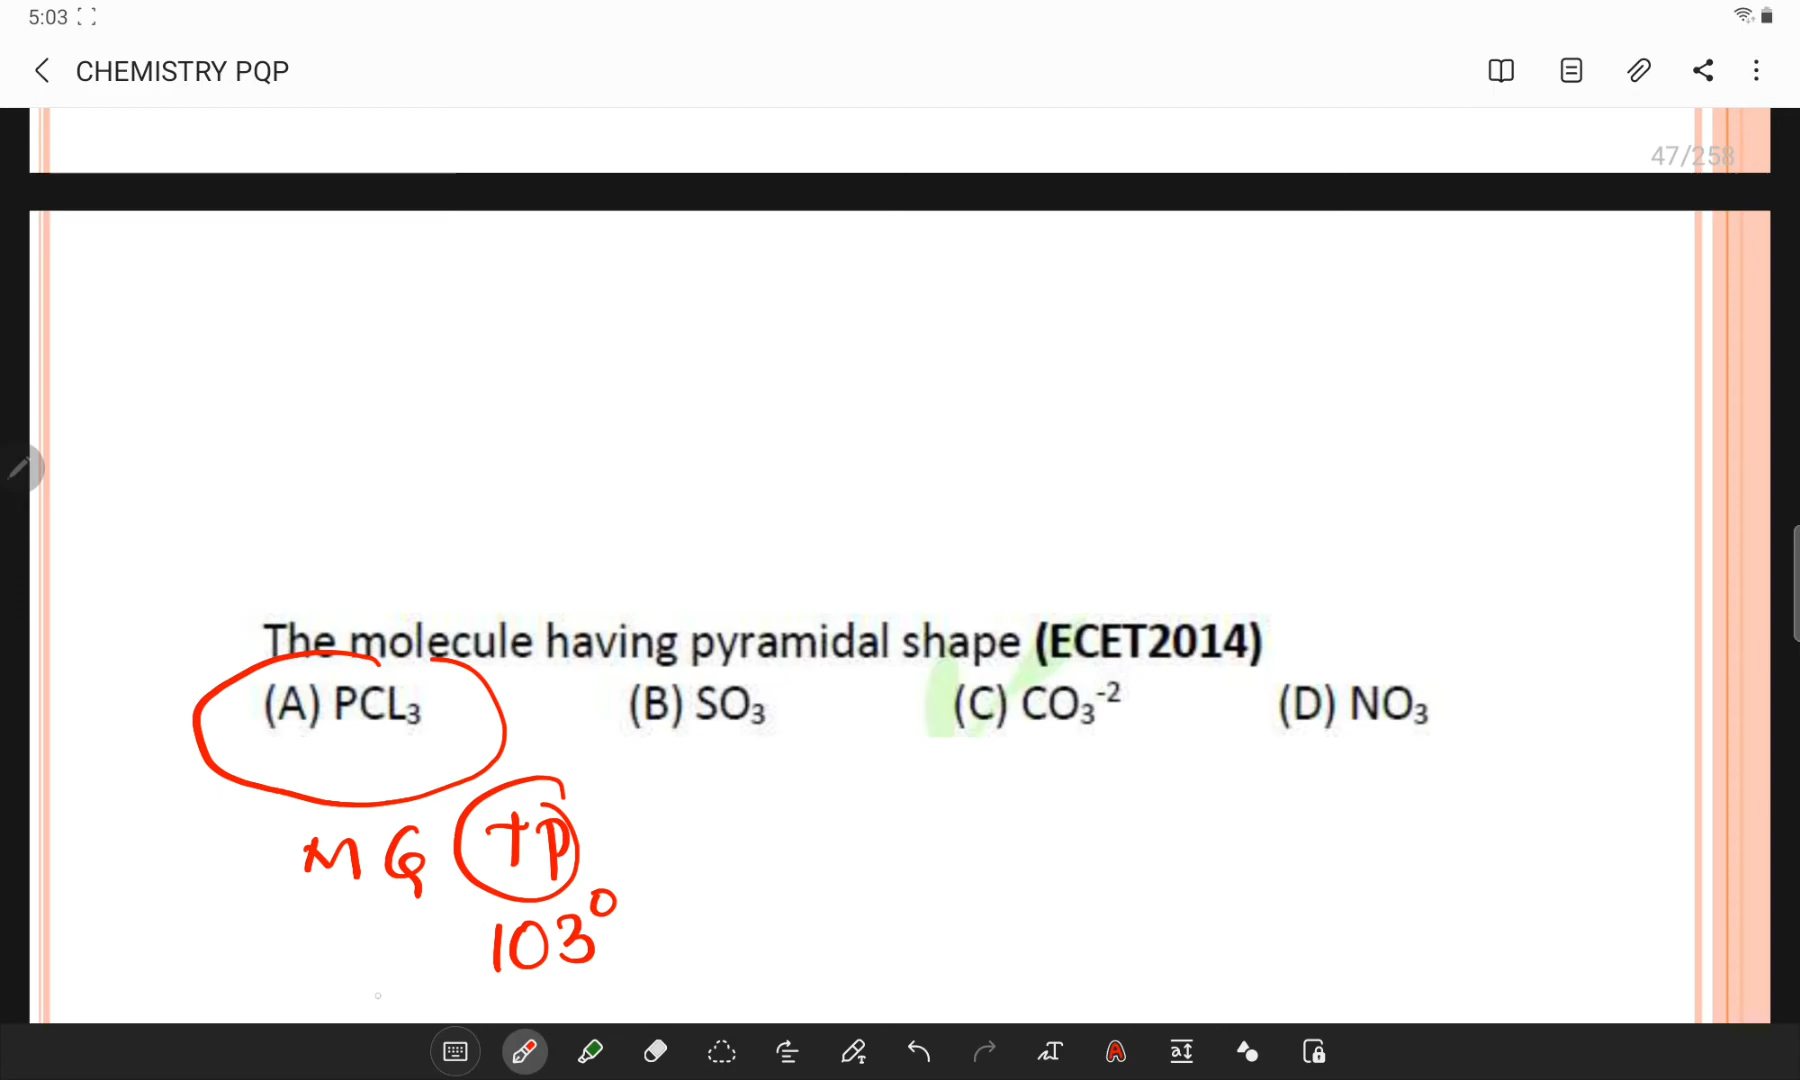 5:03
CHEMISTRY PQP
47/258
The molecule having pyramidal shape (ECET2014)
(A) PCL₃ (B) SO₃ (C) CO₃⁻² (D) NO₃
MG TP
103°